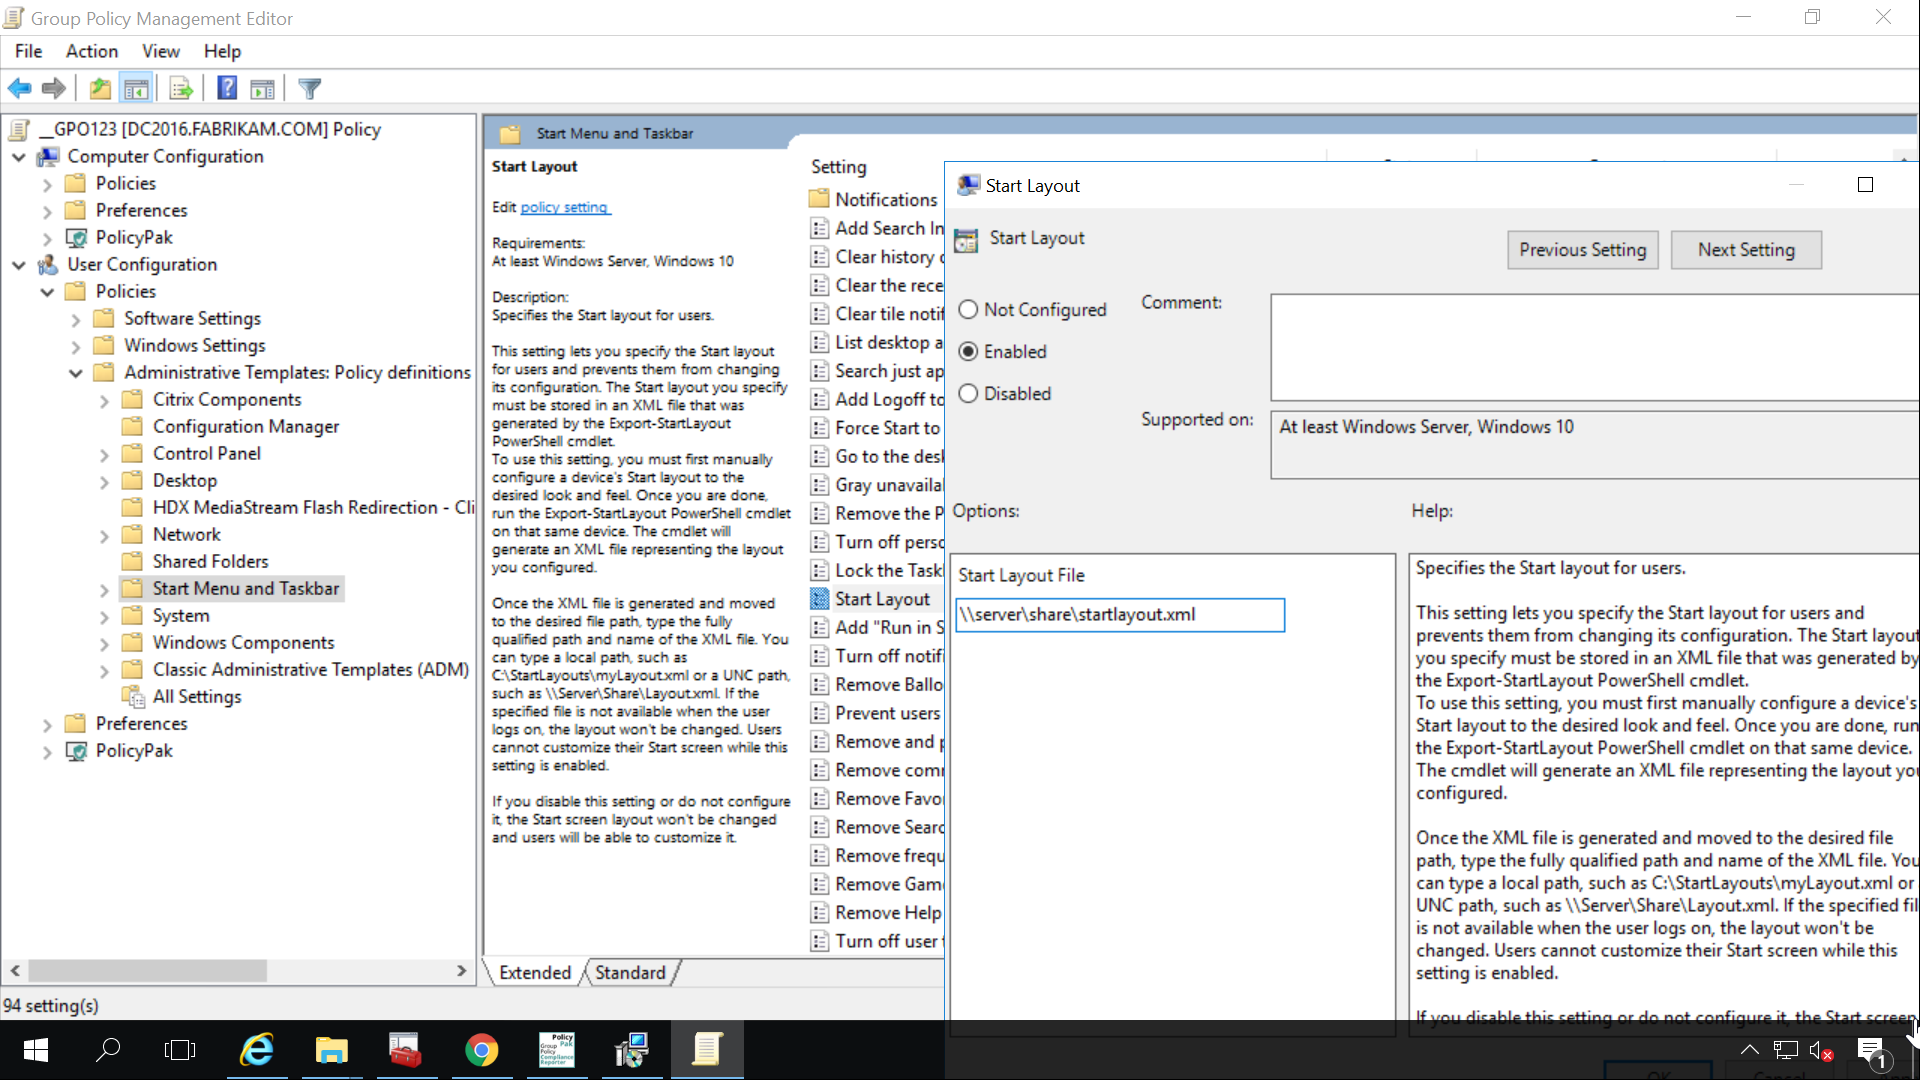 Group Policy Management Editor
File Action View Help
__GPO123 [DC2016.FABRIKAM.COM] Policy
Computer Configuration
Policies
Preferences
PolicyPak
User Configuration
Policies
Software Settings
Windows Settings
Administrative Templates: Policy definitions
Citrix Components
Configuration Manager
Control Panel
Desktop
HDX MediaStream Flash Redirection - Cli
Network
Shared Folders
Start Menu and Taskbar
System
Windows Components
Classic Administrative Templates (ADM)
All Settings
Preferences
PolicyPak
94 setting(s)
Start Menu and Taskbar
Start Layout
Edit policy setting
Requirements:
At least Windows Server, Windows 10
Description:
Specifies the Start layout for users.
This setting lets you specify the Start layout
for users and prevents them from changing
its configuration. The Start layout you specify
must be stored in an XML file that was
generated by the Export-StartLayout
PowerShell cmdlet.
To use this setting, you must first manually
configure a device's Start layout to the
desired look and feel. Once you are done,
run the Export-StartLayout PowerShell cmdlet
on that same device. The cmdlet will
generate an XML file representing the layout
you configured.
Once the XML file is generated and moved
to the desired file path, type the fully
qualified path and name of the XML file. You
can type a local path, such as
C:\StartLayouts\myLayout.xml or a UNC path,
such as \\Server\Share\Layout.xml. If the
specified file is not available when the user
logs on, the layout won't be changed. Users
cannot customize their Start screen while this
setting is enabled.
If you disable this setting or do not configure
it, the Start screen layout won't be changed
and users will be able to customize it.
Setting
Notifications
Add Search In
Clear history
Clear the rece
Clear tile notif
List desktop a
Search just ap
Add Logoff to
Force Start to
Go to the desk
Gray unavailal
Remove the P
Turn off perso
Lock the Task
Start Layout
Add "Run in S
Turn off notifi
Remove Ballo
Prevent users
Remove and p
Remove comr
Remove Favo
Remove Searc
Remove frequ
Remove Game
Remove Help
Turn off user
Extended Standard
Start Layout
Start Layout
Previous Setting Next Setting
Not Configured
Enabled
Disabled
Comment:
Supported on:
At least Windows Server, Windows 10
Options:
Help:
Start Layout File
\\server\share\startlayout.xml
Specifies the Start layout for users.
This setting lets you specify the Start layout for users and
prevents them from changing its configuration. The Start layout
you specify must be stored in an XML file that was generated by
the Export-StartLayout PowerShell cmdlet.
To use this setting, you must first manually configure a device's
Start layout to the desired look and feel. Once you are done, run
the Export-StartLayout PowerShell cmdlet on that same device.
The cmdlet will generate an XML file representing the layout you
configured.
Once the XML file is generated and moved to the desired file
path, type the fully qualified path and name of the XML file. You
can type a local path, such as C:\StartLayouts\myLayout.xml or
UNC path, such as \\Server\Share\Layout.xml. If the specified fil
is not available when the user logs on, the layout won't be
changed. Users cannot customize their Start screen while this
setting is enabled.
If you disable this setting or do not configure it, the Start screen
Policy
Pak
Group
Policy
Compliance
Reporter
1
OK Cancel